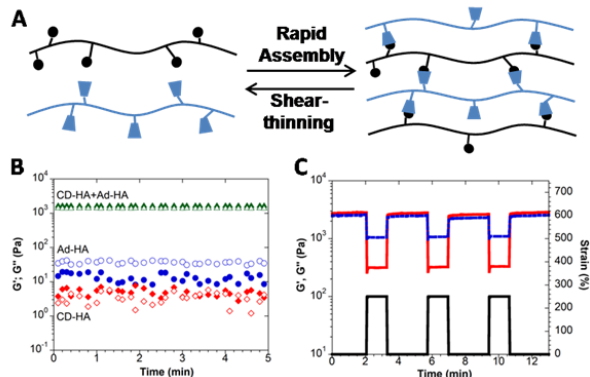 A
Rapid
Assembly
Shear-
thinning
B
CD-HA+Ad-HA
Ad-HA
CD-HA
G'; G" (Pa)
10⁴
10³
10²
10¹
10⁰
10⁻¹
0 1 2 3 4 5
Time (min)
C
G', G" (Pa)
10⁴
10³
10²
10¹
0 2 4 6 8 10 12
Time (min)
700
600
500
400
300
200
100
0
Strain (%)